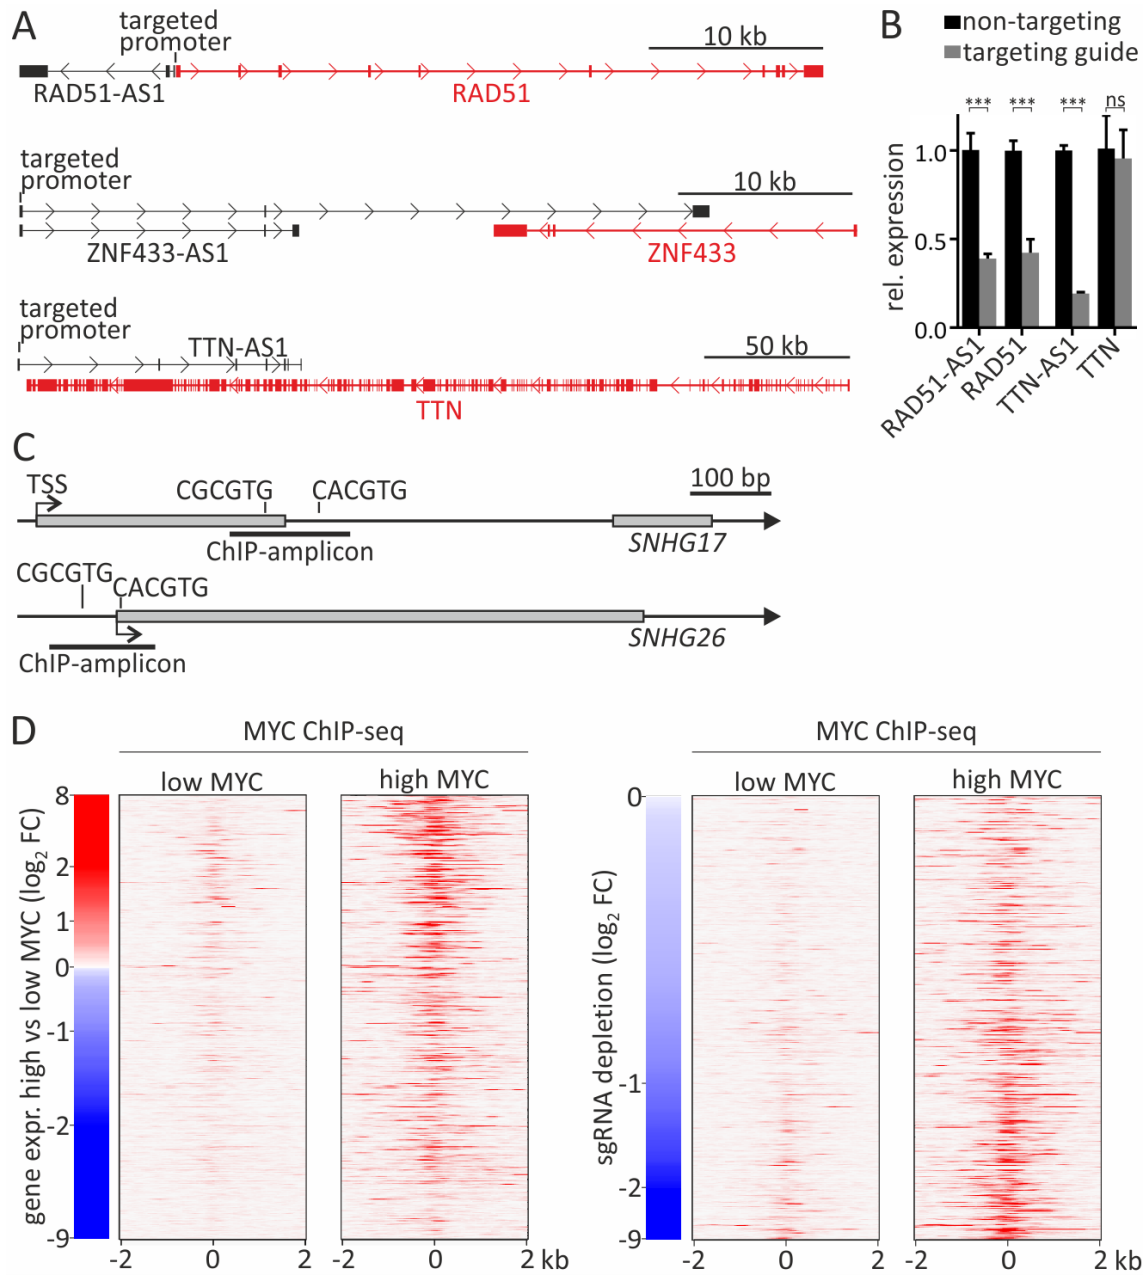 A
targeted
promoter
10 kb
RAD51-AS1
RAD51
targeted
promoter
10 kb
ZNF433-AS1
ZNF433
targeted
promoter
TTN-AS1
50 kb
TTN
B
non-targeting
targeting guide
*** *** *** ns
rel. expression
1.0
0.5
0.0
RAD51-AS1
RAD51
TTN-AS1
TTN
C
TSS
CGCGTG
CACGTG
100 bp
ChIP-amplicon
SNHG17
CGCGTG
CACGTG
SNHG26
ChIP-amplicon
D
MYC ChIP-seq
low MYC
high MYC
gene expr. high vs low MYC (log2 FC)
8
2
1
0
-1
-2
-9
-2 0 2
-2 0 2 kb
MYC ChIP-seq
low MYC
high MYC
sgRNA depletion (log2 FC)
0
-1
-2
-9
-2 0 2
-2 0 2 kb